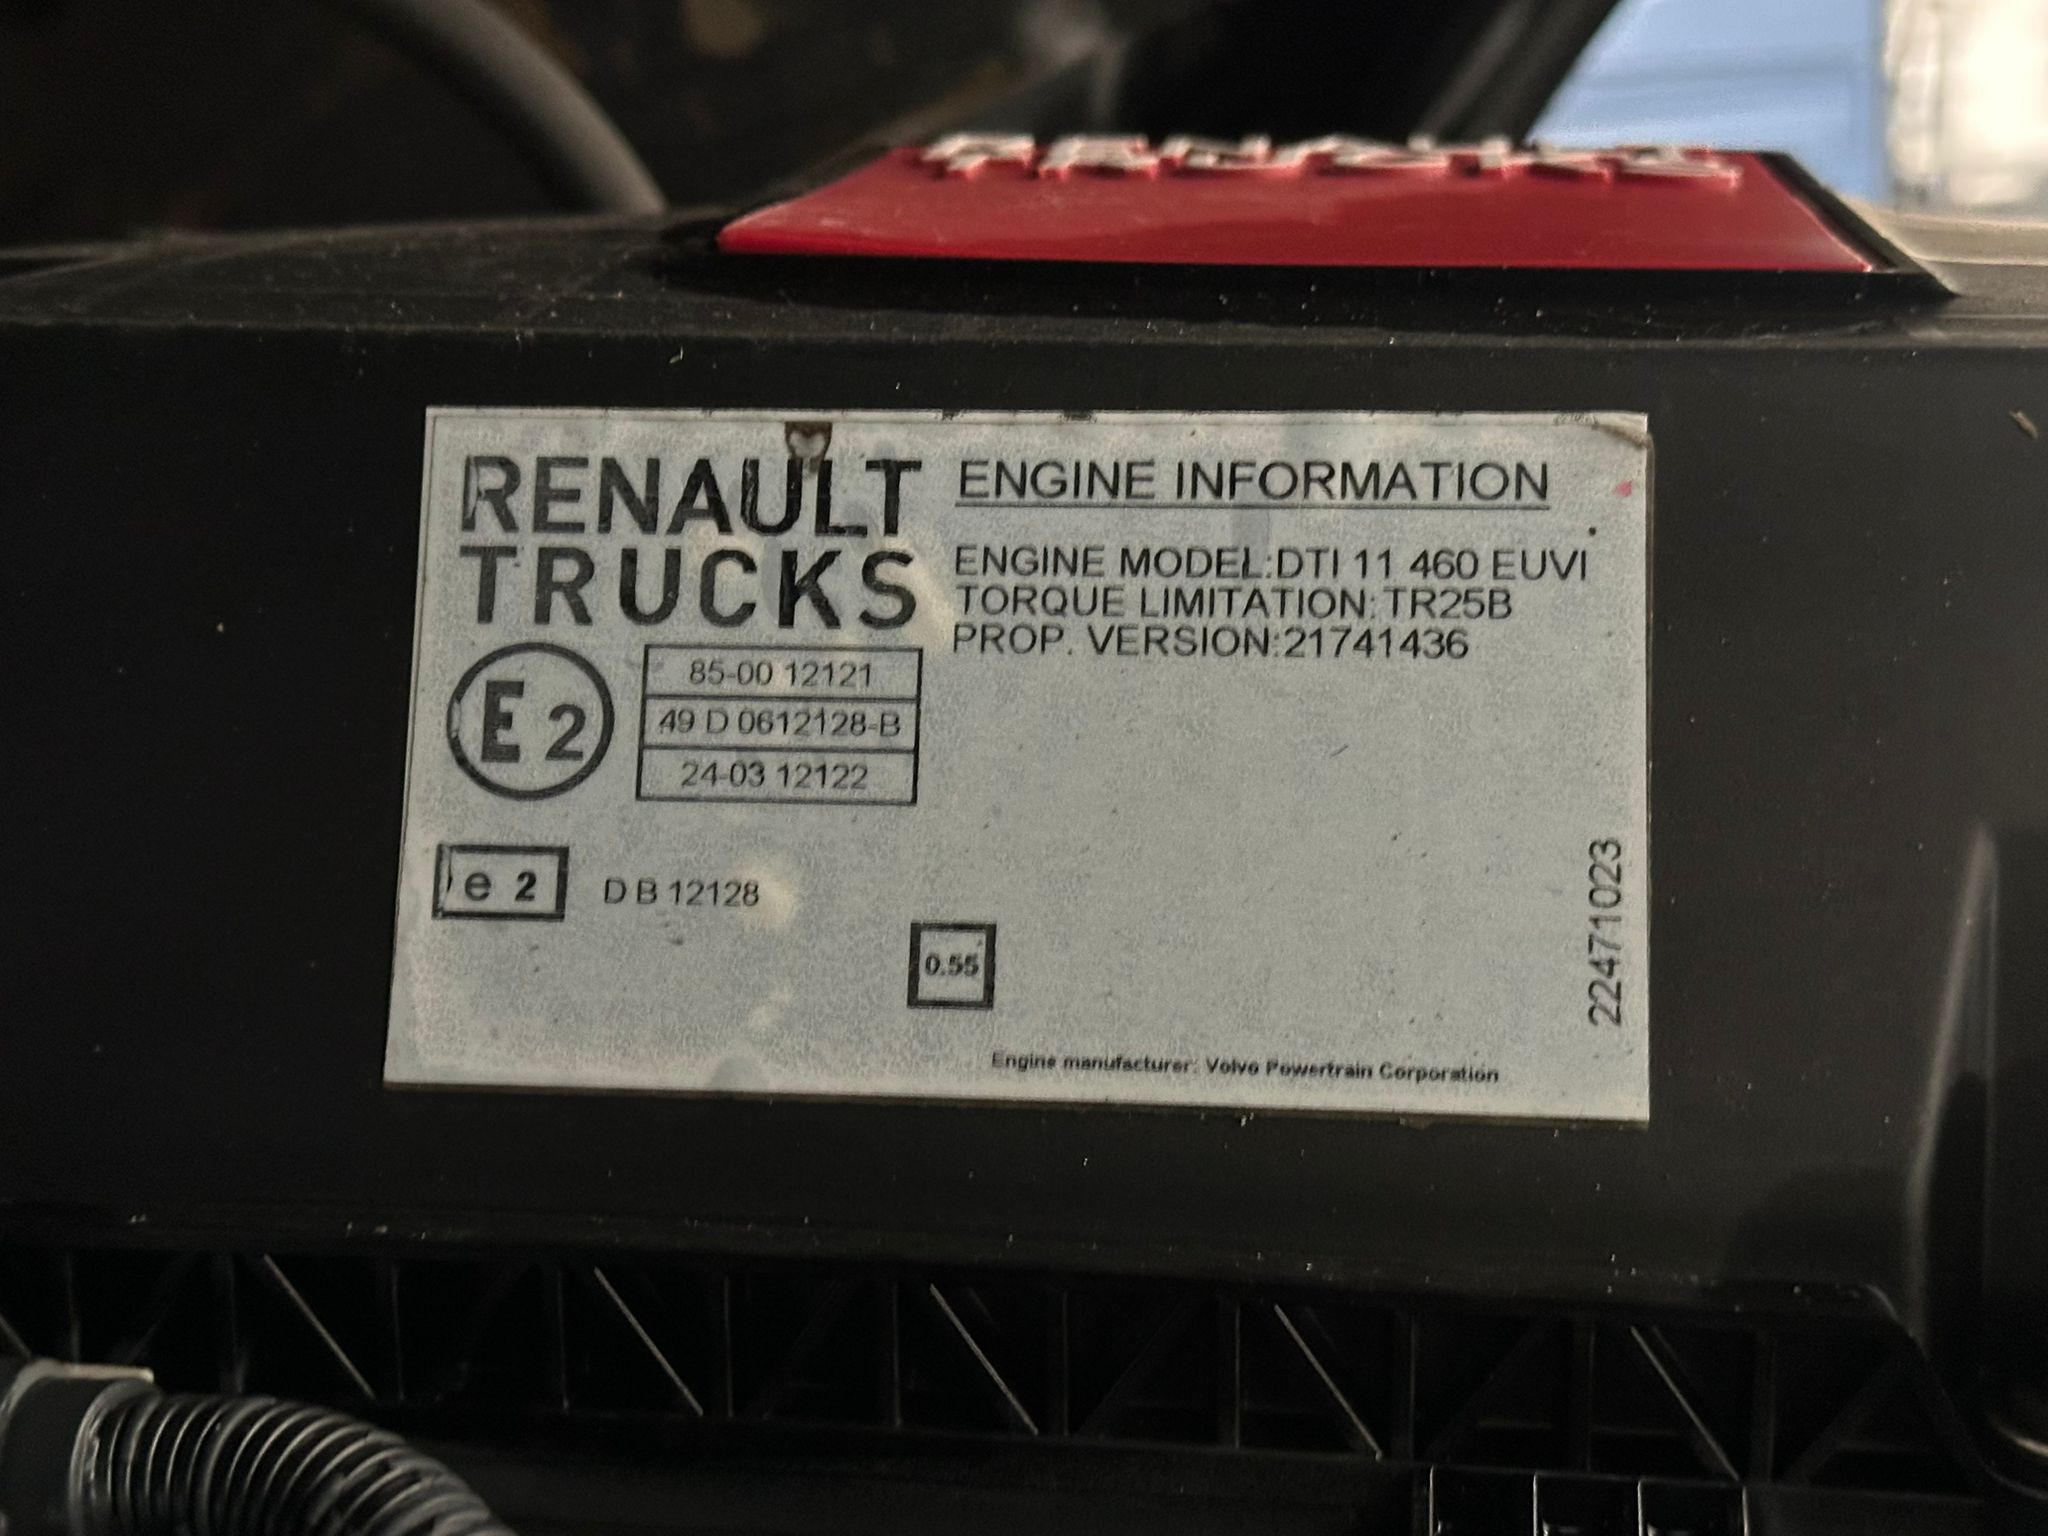 RENAULT
TRUCKS
ENGINE INFORMATION
ENGINE MODEL:DTI 11 460 EUVI
TORQUE LIMITATION:TR25B
PROP. VERSION:21741436
E2
85-00 12121
49 D 0612128-B
24-03 12122
e 2
D B 12128
0.55
22471023
Engine manufacturer: Volvo Powertrain Corporation